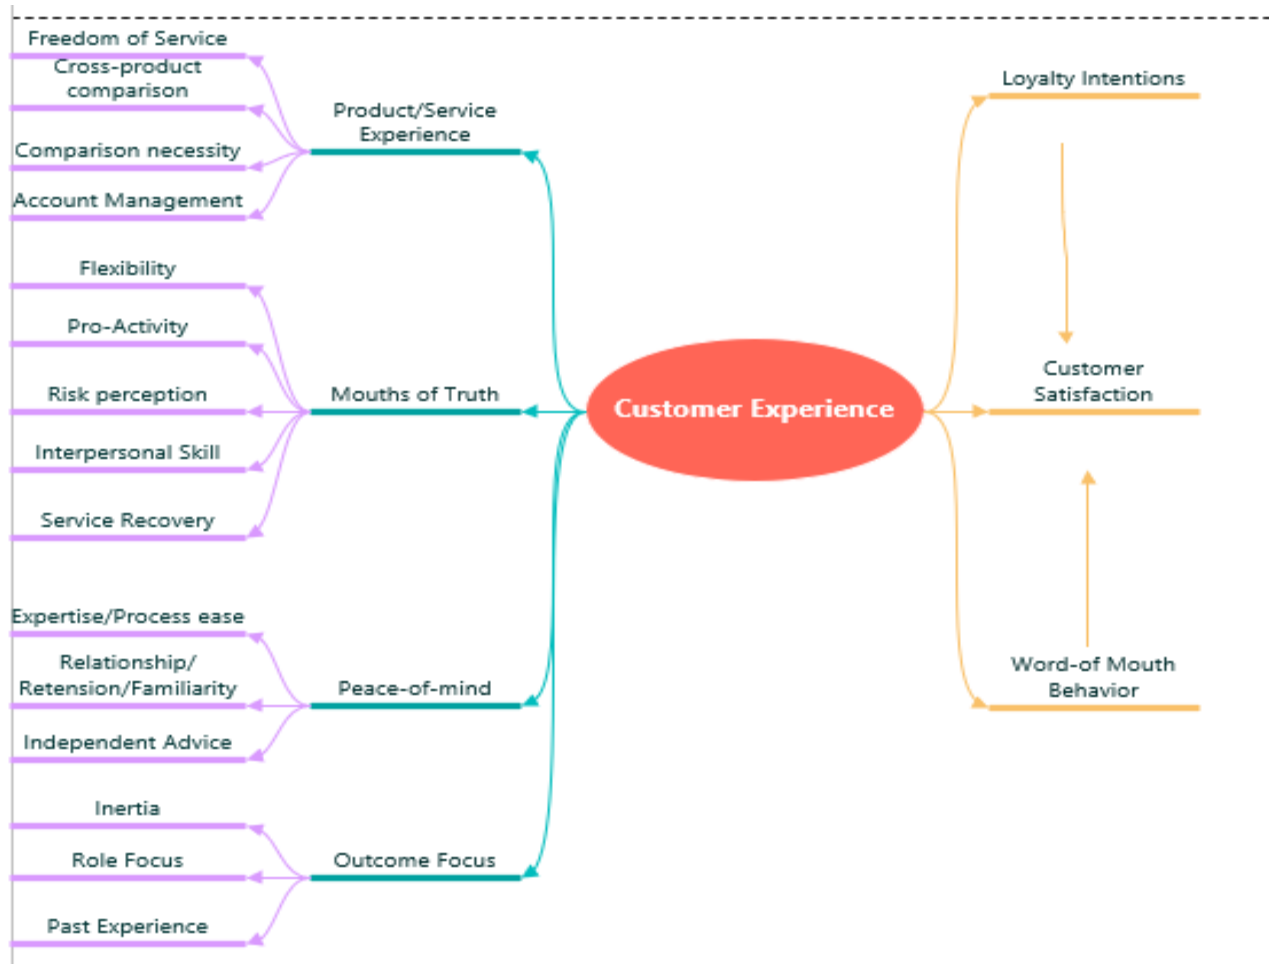 Freedom of Service
Cross-product
comparison
Comparison necessity
Account Management
Product/Service
Experience
Flexibility
Pro-Activity
Risk perception
Interpersonal Skill
Service Recovery
Mouths of Truth
Expertise/Process ease
Relationship/
Retension/Familiarity
Independent Advice
Peace-of-mind
Inertia
Role Focus
Past Experience
Outcome Focus
Customer Experience
Loyalty Intentions
Customer
Satisfaction
Word-of Mouth
Behavior